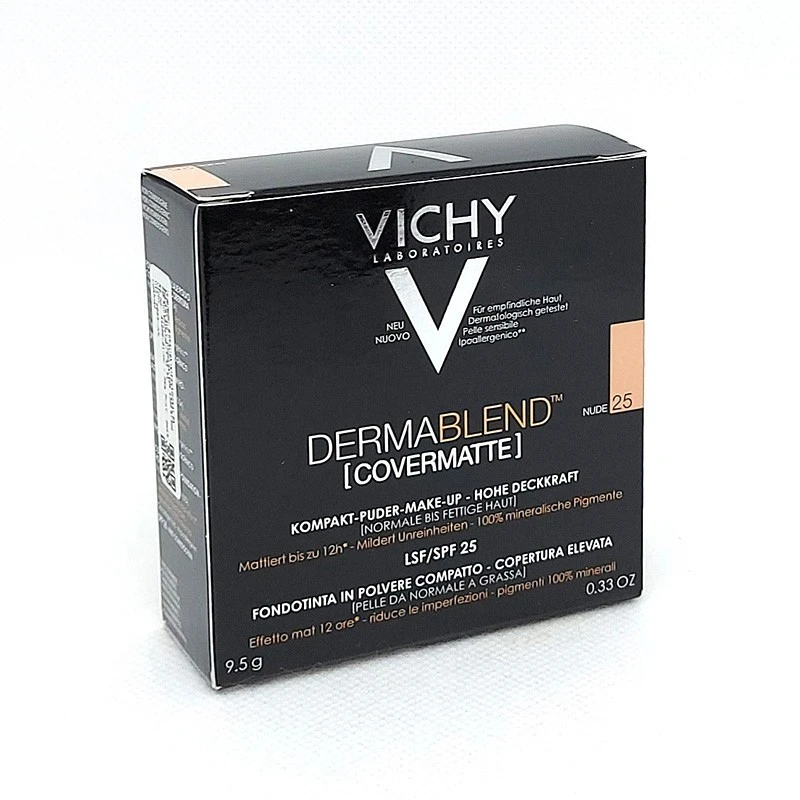 VICHY
LABORATOIRES
NEU
NUOVO
Für empfindliche Haut
Dermatologisch getestet
Pelle sensibile
Ipoallergenico**
NUDE 25
DERMABLEND™
[COVERMATTE]
KOMPAKT-PUDER-MAKE-UP - HOHE DECKKRAFT
[NORMALE BIS FETTIGE HAUT]
Mattiert bis zu 12h* - Mildert Unreinheiten - 100% mineralische Pigmente
LSF/SPF 25
FONDOTINTA IN POLVERE COMPATTO - COPERTURA ELEVATA
[PELLE DA NORMALE A GRASSA]
Effetto mat 12 ore* - riduce le imperfezioni - pigmenti 100% minerali
9.5 g
0.33 OZ